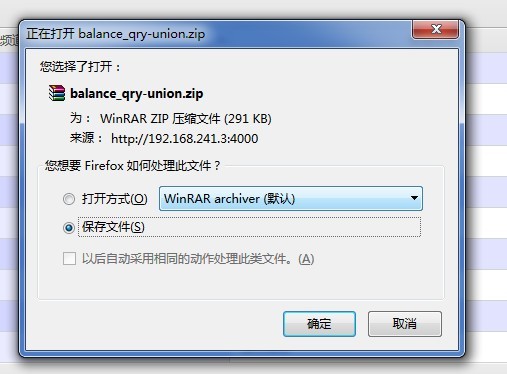 频道
正在打开 balance_qry-union.zip
您选择了打开：
balance_qry-union.zip
为： WinRAR ZIP 压缩文件 (291 KB)
来源： http://192.168.241.3:4000
您想要 Firefox 如何处理此文件？
打开方式(O) WinRAR archiver (默认)
保存文件(S)
以后自动采用相同的动作处理此类文件。(A)
确定 取消